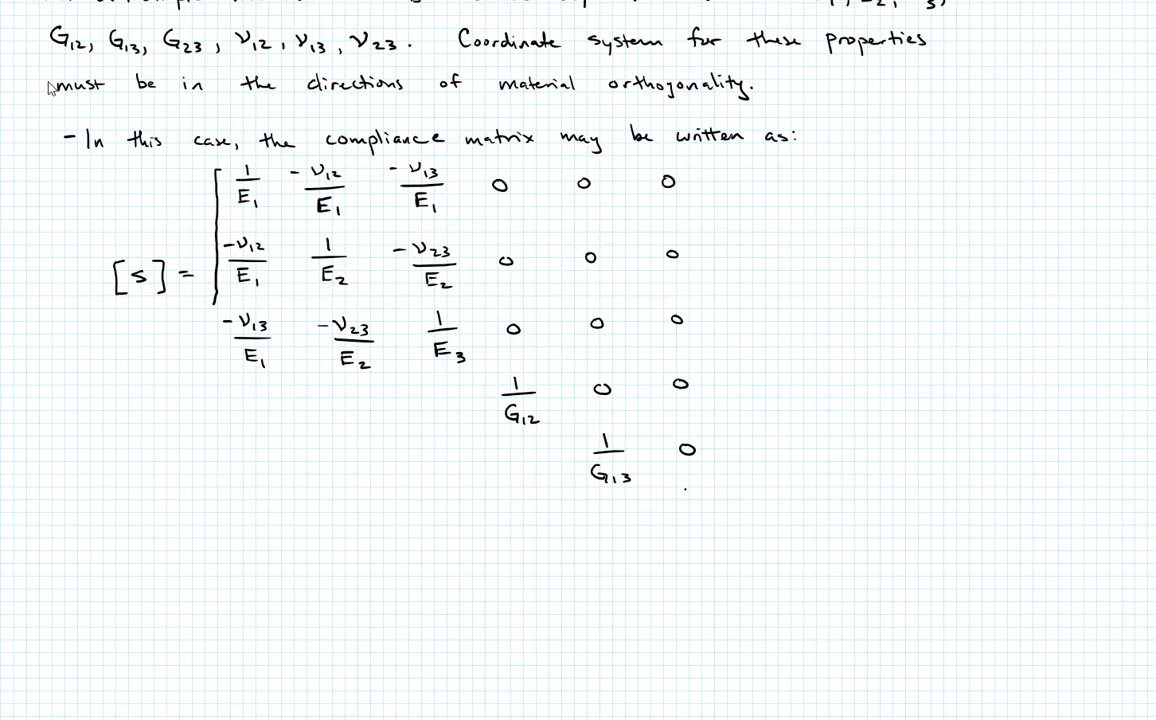 G12, G13, G23, ν12, ν13, ν23. Coordinate system for these properties
must be in the directions of material orthogonality.
- In this case, the compliance matrix may be written as:
[s] = [ 1/E1 -ν12/E1 -ν13/E1 0 0 0
-ν12/E1 1/E2 -ν23/E2 0 0 0
-ν13/E1 -ν23/E2 1/E3 0 0 0
1/G12 0 0
1/G13 0